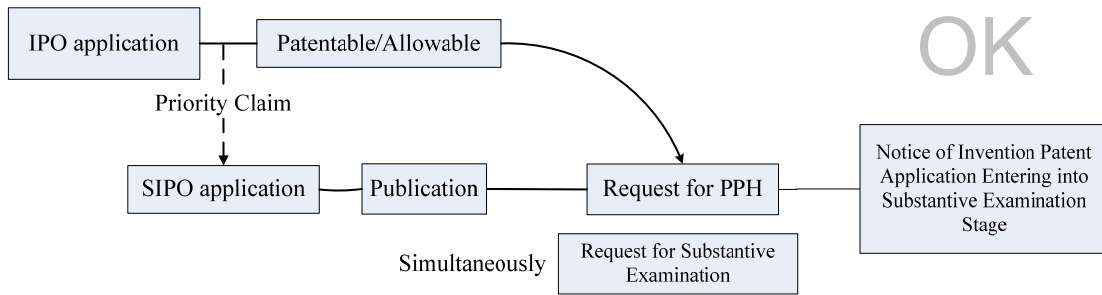 IPO application
Patentable/Allowable
OK
Priority Claim
SIPO application
Publication
Request for PPH
Notice of Invention Patent
Application Entering into
Substantive Examination
Stage
Simultaneously
Request for Substantive
Examination